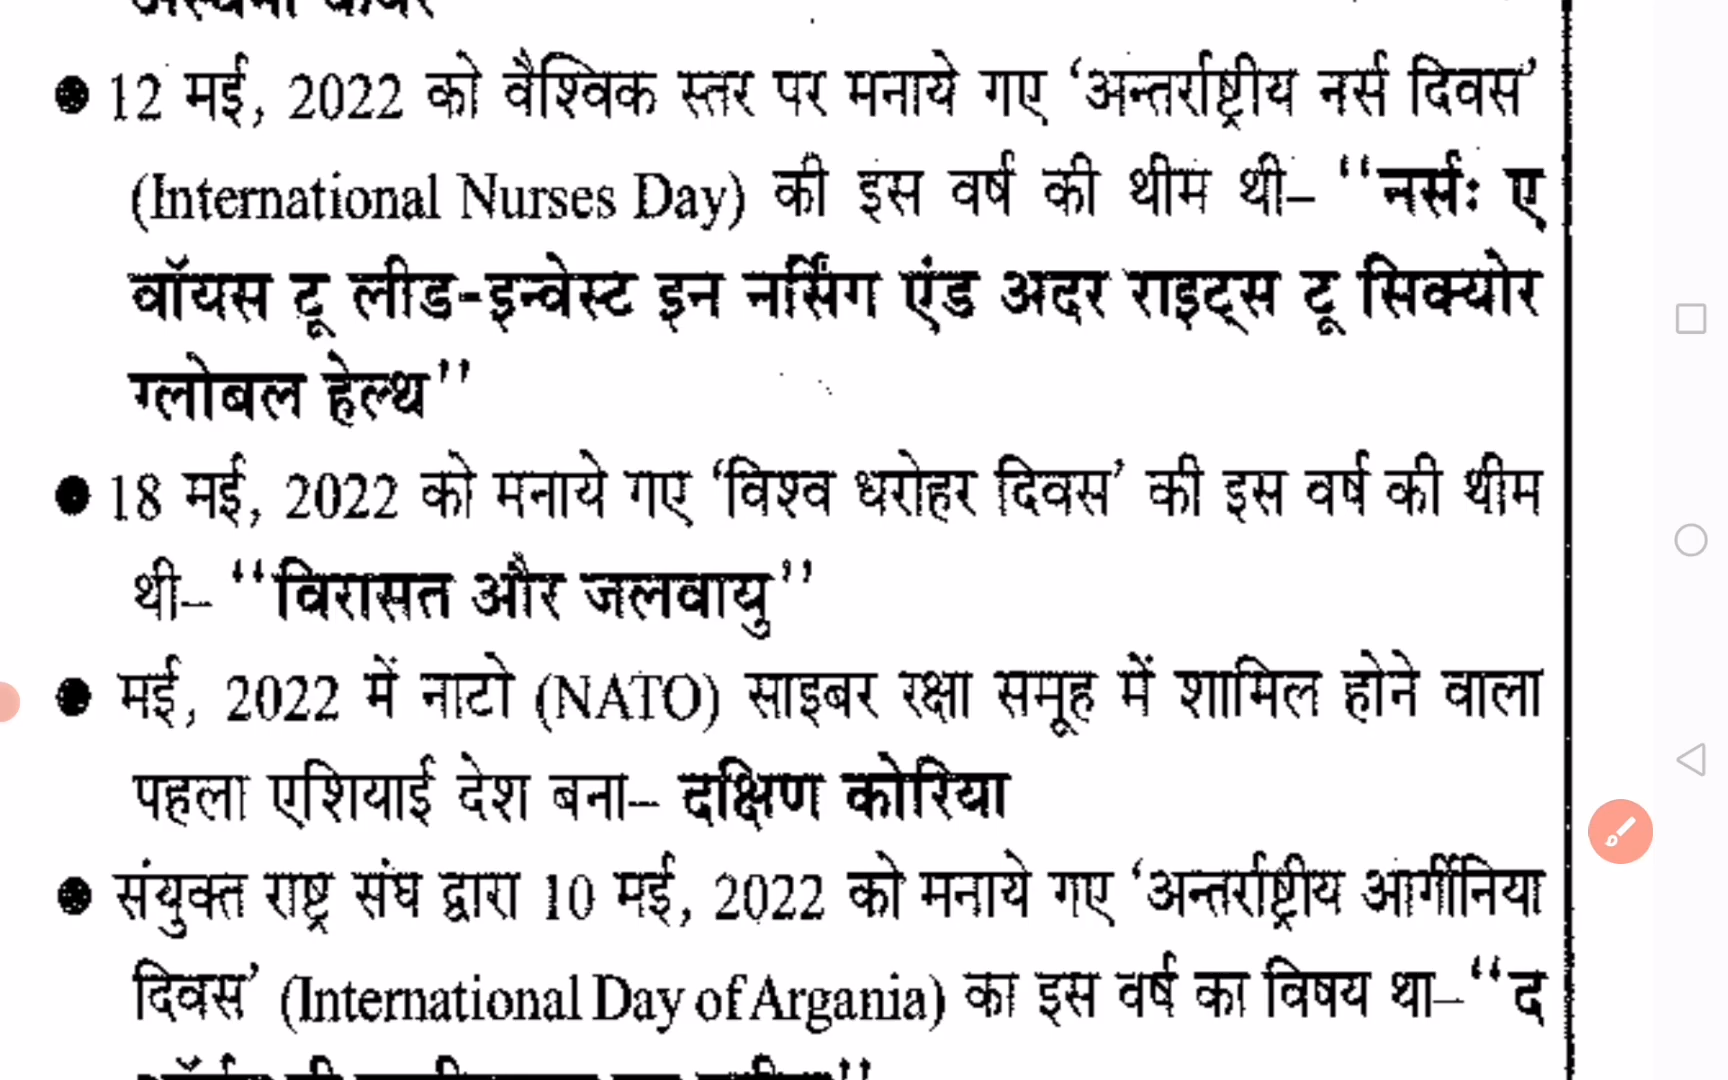 ● 12 मई, 2022 को वैश्विक स्तर पर मनाये गए ‘अन्तर्राष्ट्रीय नर्स दिवस’
(International Nurses Day) की इस वर्ष की थीम थी– ‘‘नर्सः ए
वॉयस टू लीड-इन्वेस्ट इन नर्सिंग एंड अदर राइट्स टू सिक्योर
ग्लोबल हेल्थ’’
● 18 मई, 2022 को मनाये गए ‘विश्व धरोहर दिवस’ की इस वर्ष की थीम
थी– ‘‘विरासत और जलवायु’’
● मई, 2022 में नाटो (NATO) साइबर रक्षा समूह में शामिल होने वाला
पहला एशियाई देश बना– दक्षिण कोरिया
● संयुक्त राष्ट्र संघ द्वारा 10 मई, 2022 को मनाये गए ‘अन्तर्राष्ट्रीय आर्गीनिया
दिवस’ (International Day of Argania) का इस वर्ष का विषय था–‘‘द